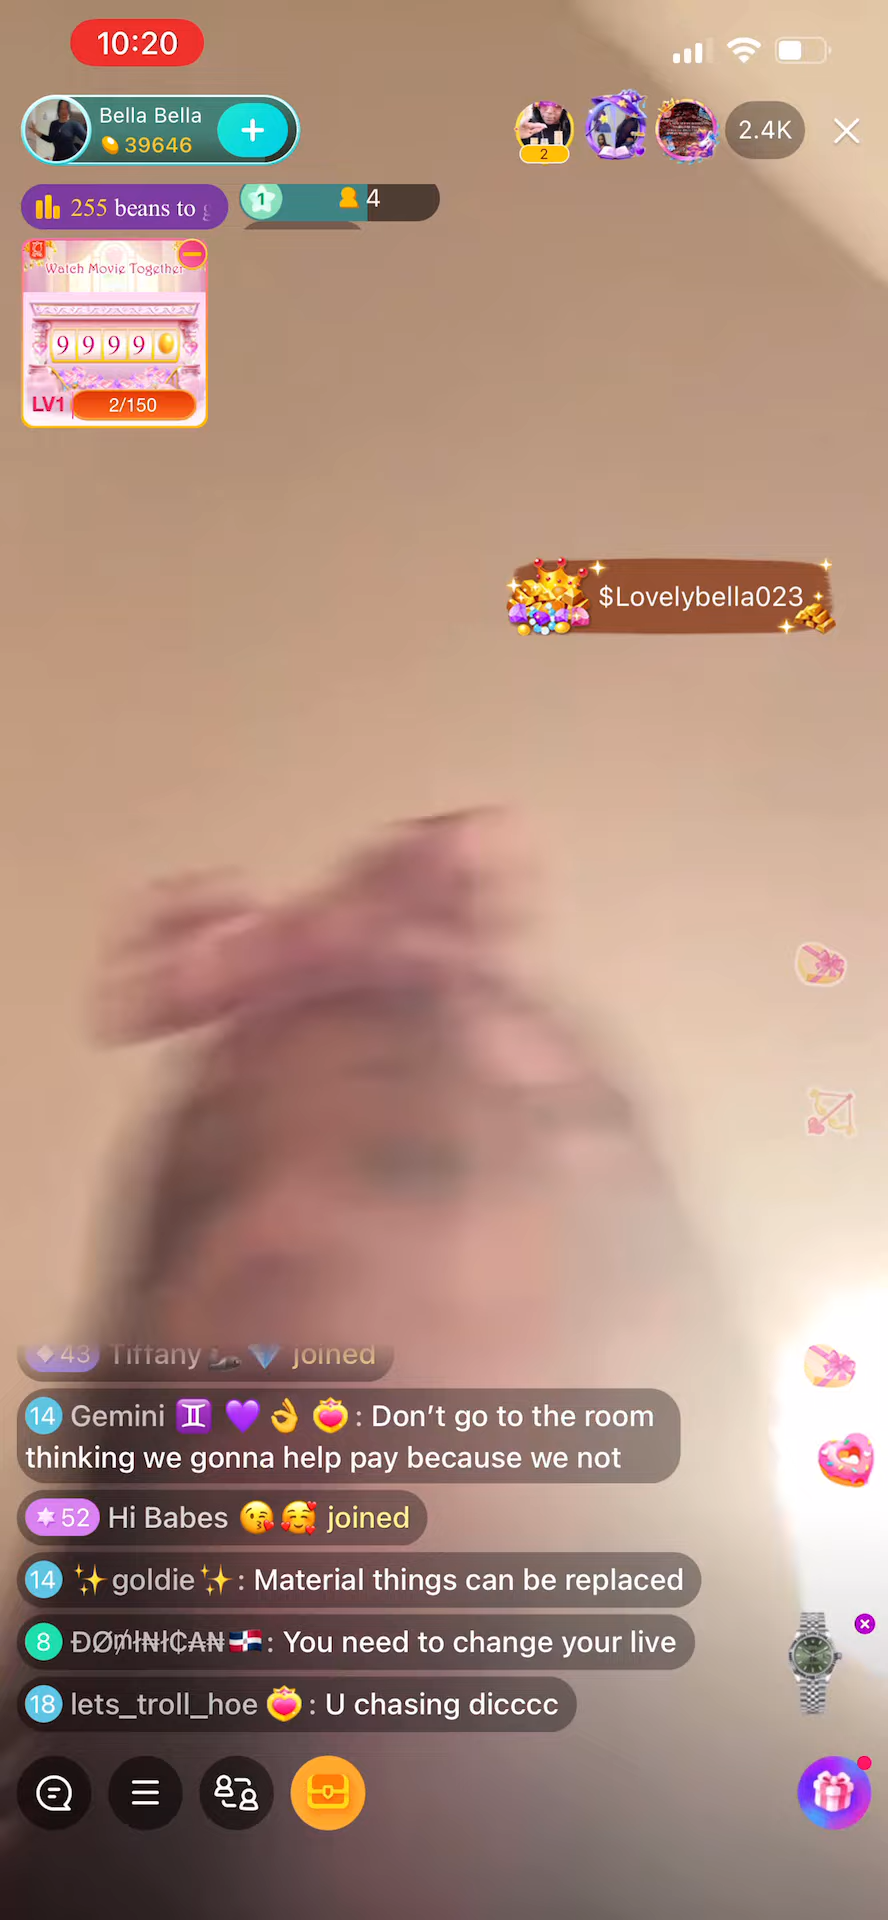 10:20
Bella Bella
39646
2
2.4K
255 beans to
1
4
Watch Movie Together
9 9 9 9
LV1
2/150
$Lovelybella023
43 Tiffany 💎 joined
14 Gemini ♊ 💜 👌 : Don't go to the room
thinking we gonna help pay because we not
52 Hi Babes 😘 🥰 joined
14 ✨goldie✨: Material things can be replaced
8 ĐØ₥ł₦ł₵₳₦🇩🇴: You need to change your live
18 lets_troll_hoe : U chasing dicccc